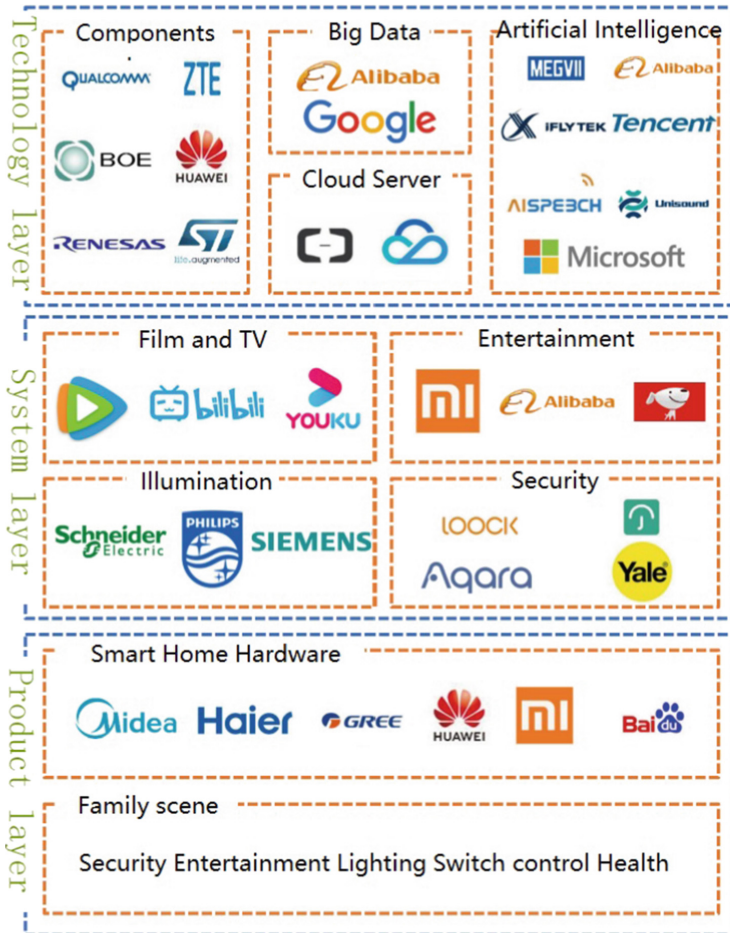 Technology layer
Components
QUALCOMM
ZTE
BOE
HUAWEI
RENESAS
ST
life.augmented
Big Data
Alibaba
Google
Cloud Server
Artificial Intelligence
MEGVII
Alibaba
IFLYTEK
Tencent
AISPEECH
Unisound
Microsoft
System layer
Film and TV
bilibili
YOUKU
Entertainment
mi
Alibaba
Illumination
Schneider
Electric
PHILIPS
SIEMENS
Security
LOOCK
Aqara
Yale
Product layer
Smart Home Hardware
Midea
Haier
GREE
HUAWEI
mi
Bai du
Family scene
Security Entertainment Lighting Switch control Health